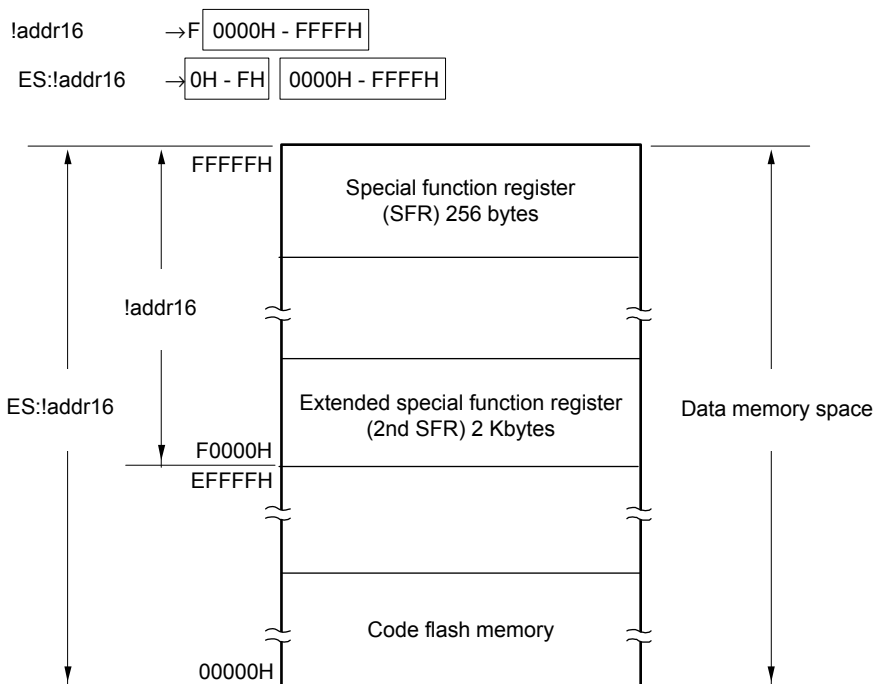 !addr16 →F 0000H - FFFFH
ES:!addr16 →0H - FH 0000H - FFFFH
FFFFFH
Special function register
(SFR) 256 bytes
!addr16
ES:!addr16
Extended special function register
(2nd SFR) 2 Kbytes
Data memory space
F0000H
EFFFFH
Code flash memory
00000H